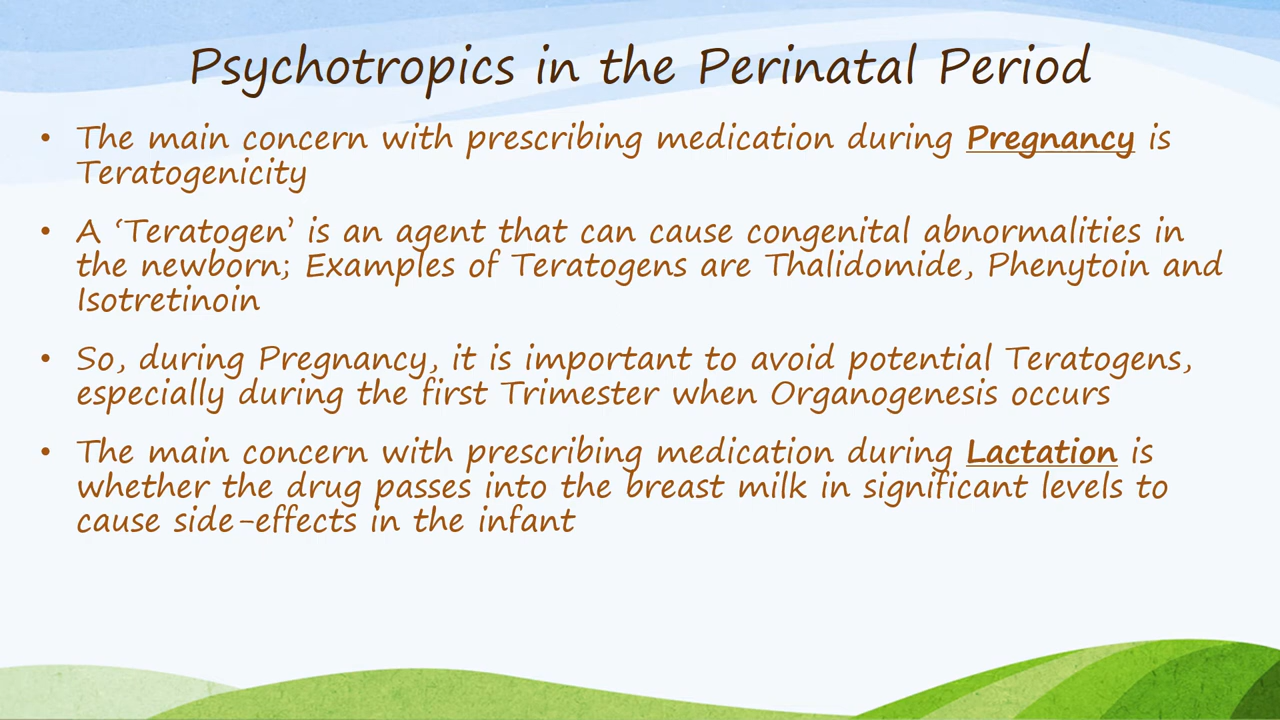 Psychotropics in the Perinatal Period
• The main concern with prescribing medication during Pregnancy is
Teratogenicity
• A ‘Teratogen’ is an agent that can cause congenital abnormalities in
the newborn; Examples of Teratogens are Thalidomide, Phenytoin and
Isotretinoin
• So, during Pregnancy, it is important to avoid potential Teratogens,
especially during the first Trimester when Organogenesis occurs
• The main concern with prescribing medication during Lactation is
whether the drug passes into the breast milk in significant levels to
cause side-effects in the infant